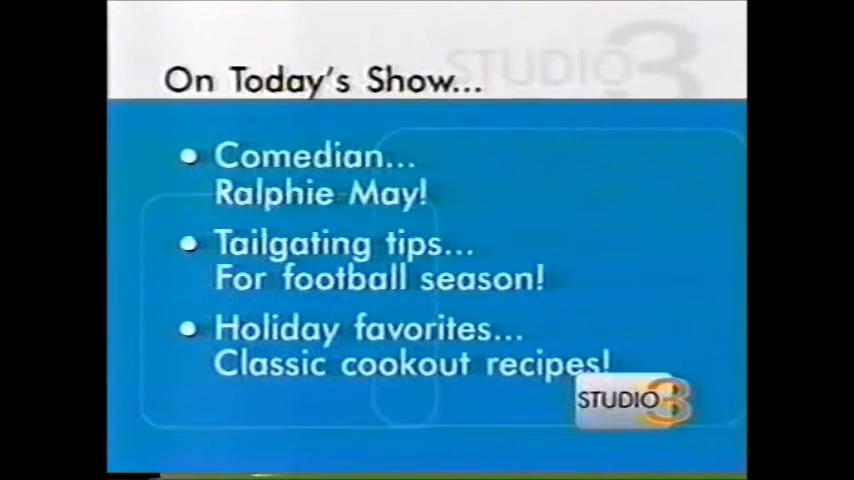 STUDIO 3
On Today's Show...
• Comedian...
Ralphie May!
• Tailgating tips...
For football season!
• Holiday favorites...
Classic cookout recipes!
STUDIO 3